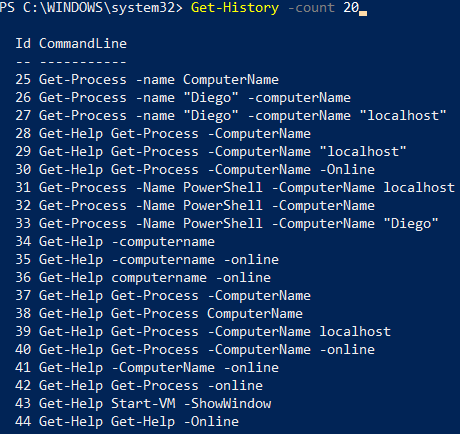 PS C:\WINDOWS\system32> Get-History -count 20
Id CommandLine
-- -----------
25 Get-Process -name ComputerName
26 Get-Process -name "Diego" -computerName
27 Get-Process -name "Diego" -computerName "localhost"
28 Get-Help Get-Process -ComputerName
29 Get-Help Get-Process -ComputerName "localhost"
30 Get-Help Get-Process -ComputerName -Online
31 Get-Process -Name PowerShell -ComputerName localhost
32 Get-Process -Name PowerShell -ComputerName
33 Get-Process -Name PowerShell -ComputerName "Diego"
34 Get-Help -computername
35 Get-Help -computername -online
36 Get-Help computername -online
37 Get-Help Get-Process -ComputerName
38 Get-Help Get-Process ComputerName
39 Get-Help Get-Process -ComputerName localhost
40 Get-Help Get-Process -ComputerName -online
41 Get-Help -ComputerName -online
42 Get-Help Get-Process -online
43 Get-Help Start-VM -ShowWindow
44 Get-Help Get-Help -Online